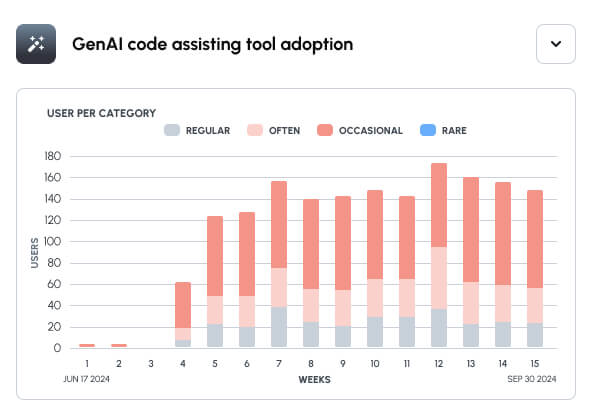 GenAI code assisting tool adoption
USER PER CATEGORY
REGULAR OFTEN OCCASIONAL RARE
180
160
140
120
100
80
60
40
20
0
USERS
1 2 3 4 5 6 7 8 9 10 11 12 13 14 15
JUN 17 2024 WEEKS SEP 30 2024